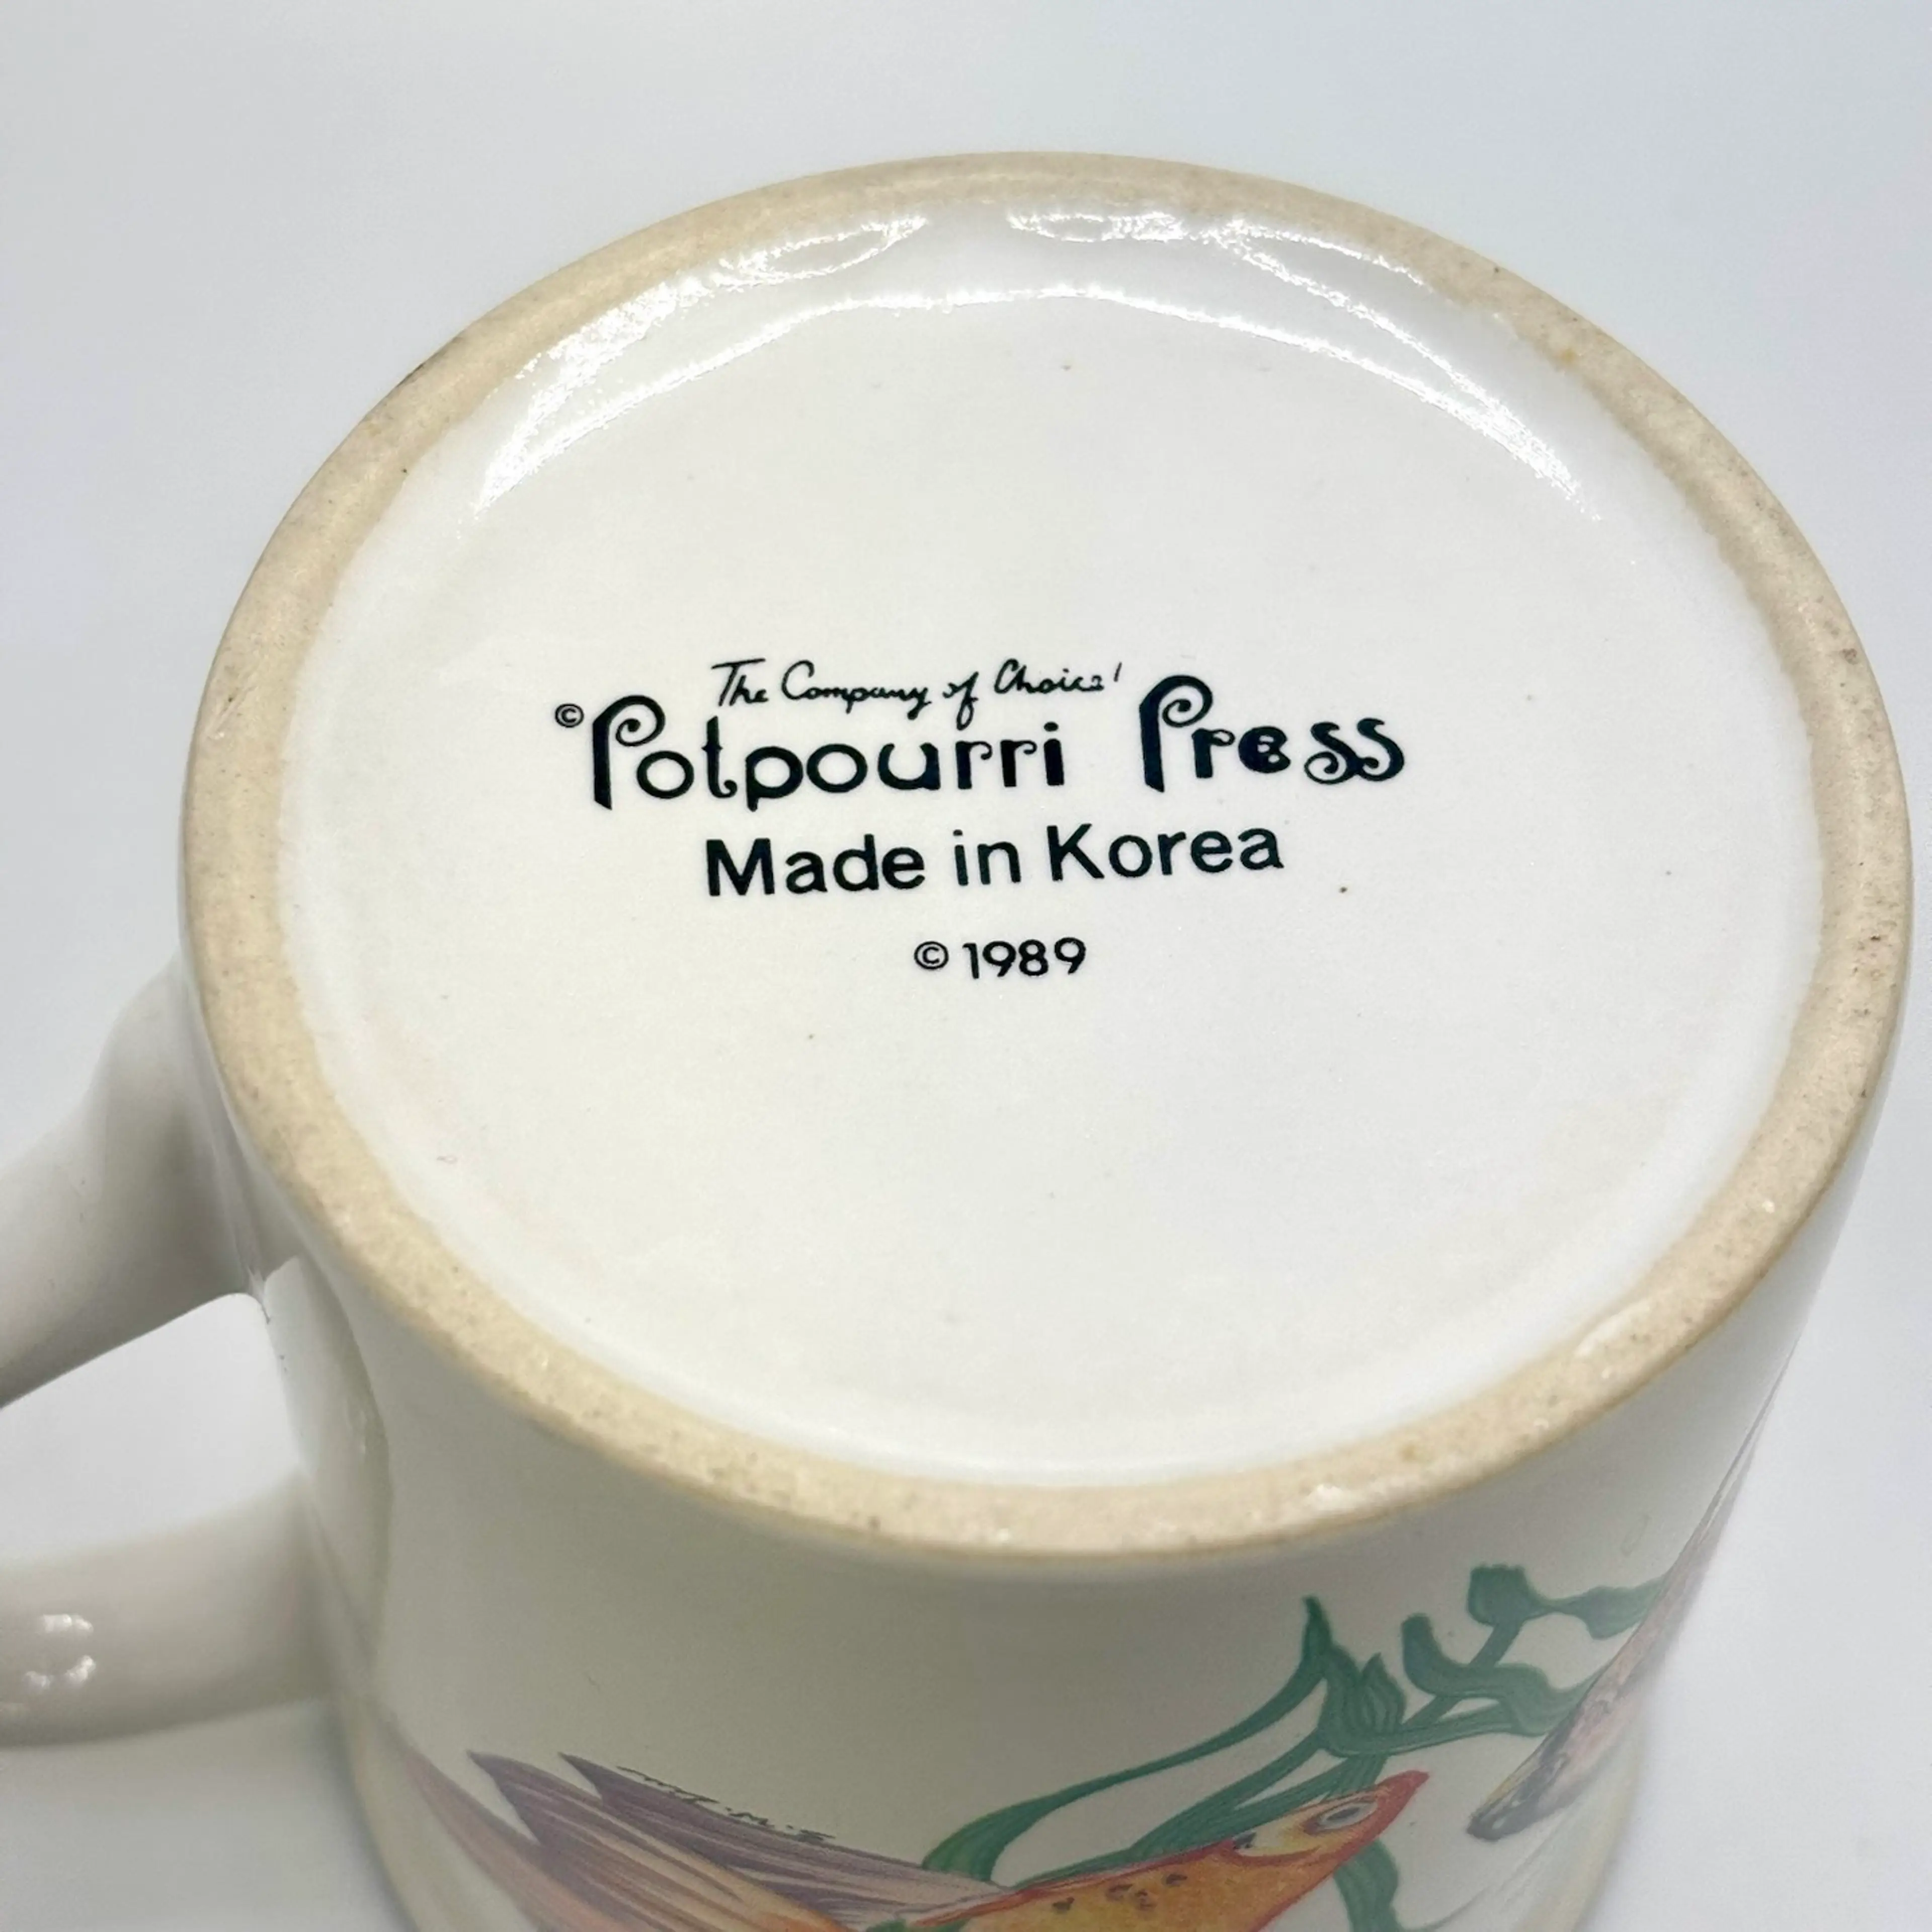 The Company of Choice!
© Potpourri Press
Made in Korea
© 1989